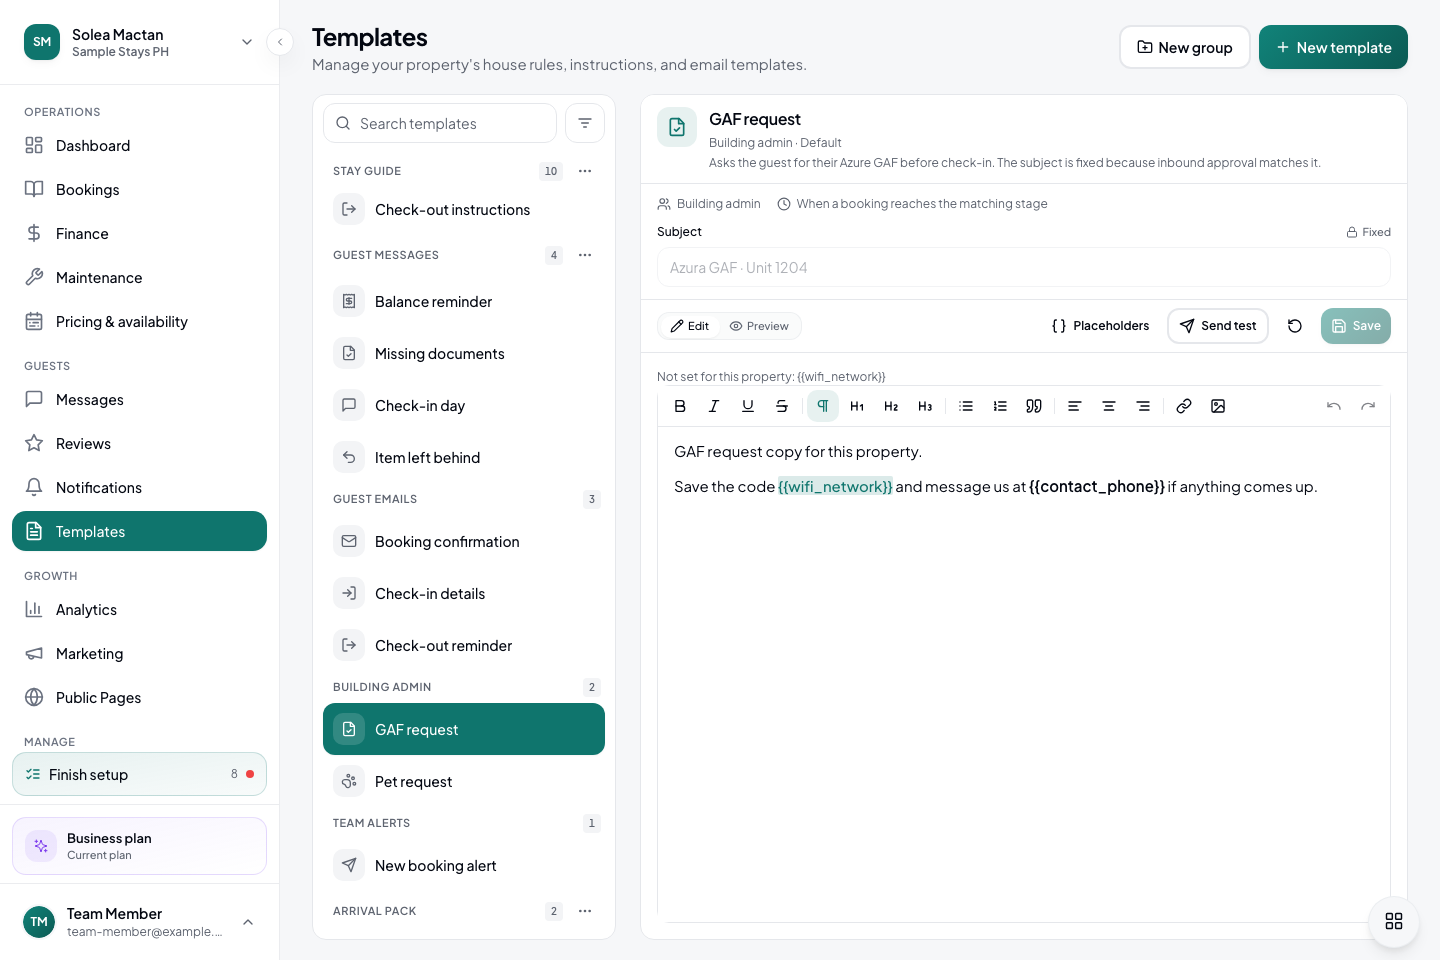 SM
Solea Mactan
Sample Stays PH
OPERATIONS
Dashboard
Bookings
Finance
Maintenance
Pricing & availability
GUESTS
Messages
Reviews
Notifications
Templates
GROWTH
Analytics
Marketing
Public Pages
MANAGE
Finish setup
8
Business plan
Current plan
TM
Team Member
team-member@example....
Templates
Manage your property's house rules, instructions, and email templates.
New group
New template
Search templates
STAY GUIDE
10
Check-out instructions
GUEST MESSAGES
4
Balance reminder
Missing documents
Check-in day
Item left behind
GUEST EMAILS
3
Booking confirmation
Check-in details
Check-out reminder
BUILDING ADMIN
2
GAF request
Pet request
TEAM ALERTS
1
New booking alert
ARRIVAL PACK
2
GAF request
Building admin · Default
Asks the guest for their Azure GAF before check-in. The subject is fixed because inbound approval matches it.
Building admin
When a booking reaches the matching stage
Subject
Fixed
Azura GAF · Unit 1204
Edit
Preview
{ } Placeholders
Send test
Save
Not set for this property: {{wifi_network}}
B I U S ¶ H1 H2 H3
GAF request copy for this property.
Save the code {{wifi_network}} and message us at {{contact_phone}} if anything comes up.